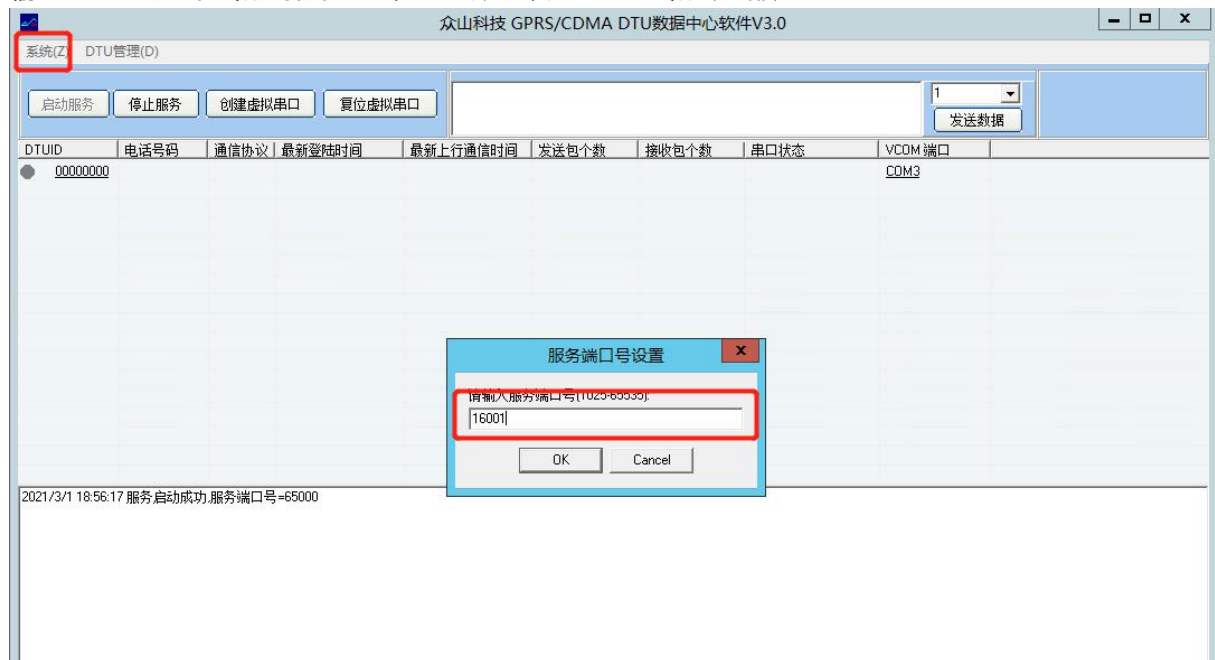 众山科技 GPRS/CDMA DTU数据中心软件V3.0
系统(Z) DTU管理(D)
启动服务 停止服务 创建虚拟串口 复位虚拟串口
1
发送数据
DTUID 电话号码 通信协议 最新登陆时间 最新上行通信时间 发送包个数 接收包个数 串口状态 VCOM 端口
00000000 COM3
服务端口号设置
请输入服务端口号(1025-65535):
16001
OK Cancel
2021/3/1 18:56:17 服务启动成功.服务端口号=65000